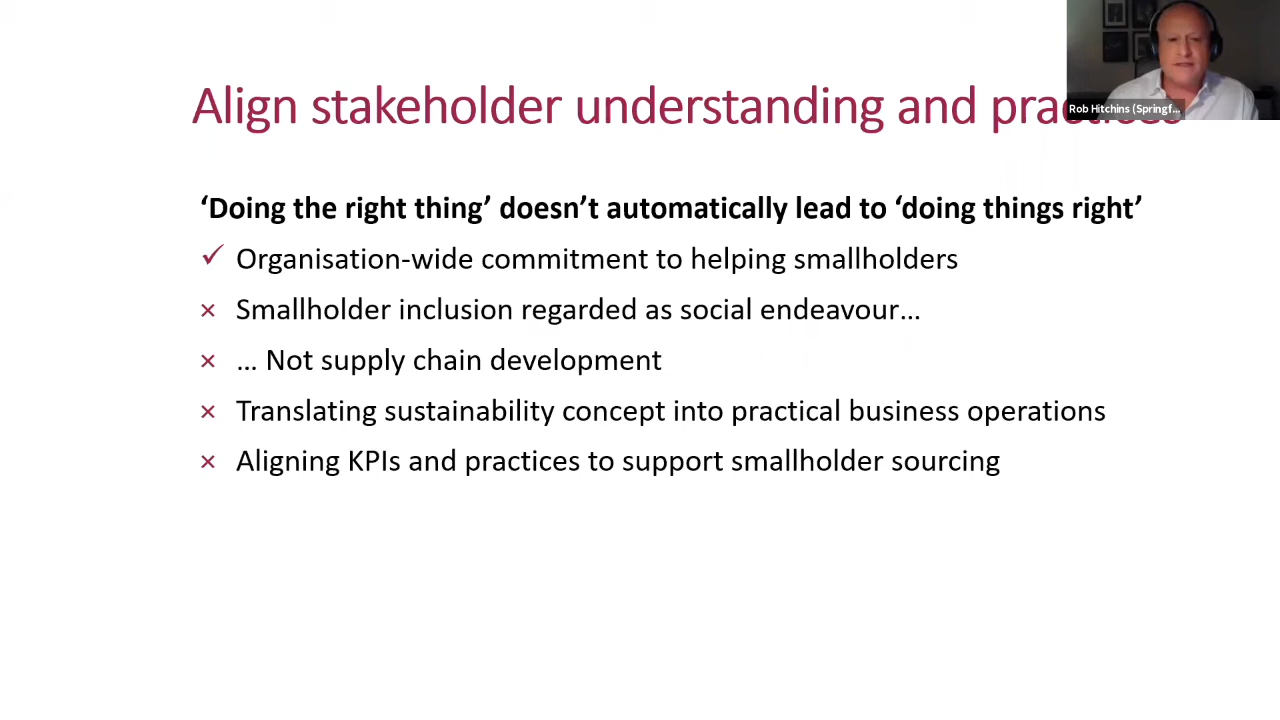 Align stakeholder understanding and practices
Rob Hitchins (Springf...
‘Doing the right thing’ doesn’t automatically lead to ‘doing things right’
✓ Organisation-wide commitment to helping smallholders
× Smallholder inclusion regarded as social endeavour…
× … Not supply chain development
× Translating sustainability concept into practical business operations
× Aligning KPIs and practices to support smallholder sourcing